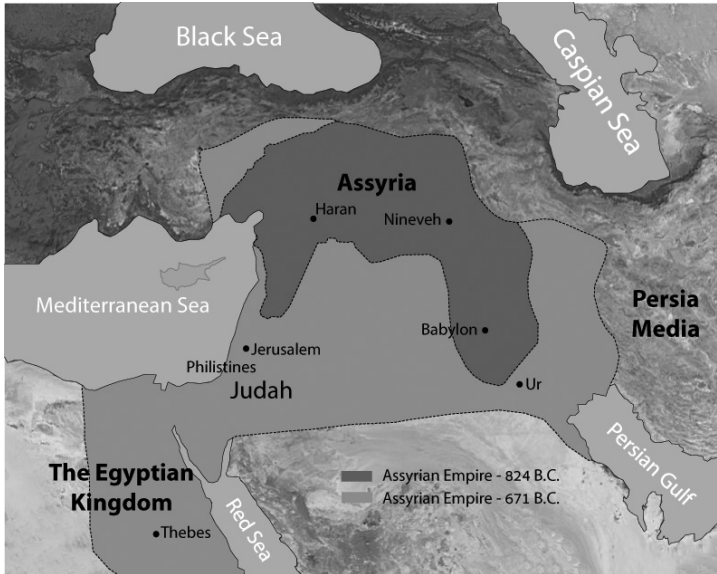 Black Sea
Caspian Sea
Assyria
Haran
Nineveh
Mediterranean Sea
Persia
Media
Babylon
Jerusalem
Philistines
Judah
Ur
Persian Gulf
The Egyptian
Kingdom
Assyrian Empire - 824 B.C.
Assyrian Empire - 671 B.C.
Red Sea
Thebes